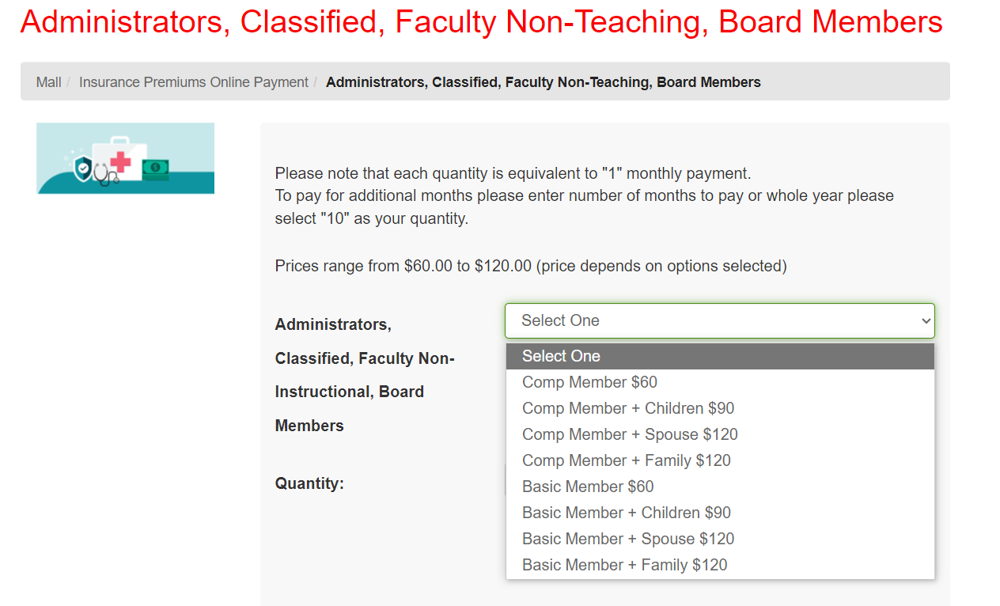 Administrators, Classified, Faculty Non-Teaching, Board Members
Mall / Insurance Premiums Online Payment / Administrators, Classified, Faculty Non-Teaching, Board Members
Please note that each quantity is equivalent to "1" monthly payment.
To pay for additional months please enter number of months to pay or whole year please
select "10" as your quantity.
Prices range from $60.00 to $120.00 (price depends on options selected)
Administrators,
Classified, Faculty Non-
Instructional, Board
Members
Select One
Select One
Comp Member $60
Comp Member + Children $90
Comp Member + Spouse $120
Comp Member + Family $120
Basic Member $60
Basic Member + Children $90
Basic Member + Spouse $120
Basic Member + Family $120
Quantity: